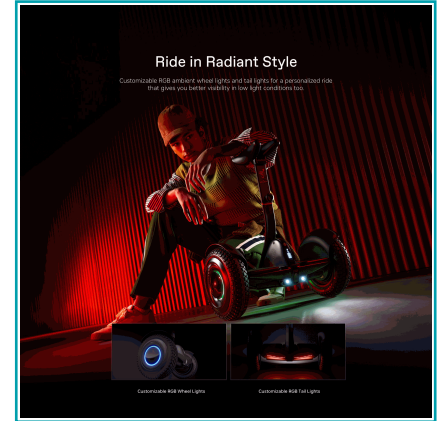 Ride in Radiant Style
Customizable RGB ambient wheel lights and tail lights for a personalized ride
that gives you better visibility in low light conditions too.
Customizable RGB Wheel Lights
Customizable RGB Tail Lights